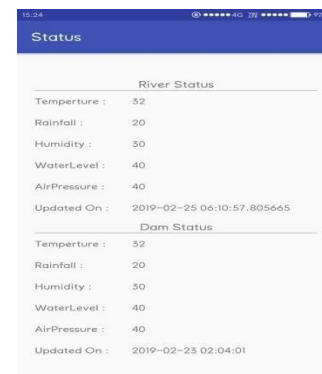 15:24 4G 92
Status
River Status
Temperture : 32
Rainfall : 20
Humidity : 30
WaterLevel : 40
AirPressure : 40
Updated On : 2019-02-25 06:10:57.805665
Dam Status
Temperture : 32
Rainfall : 20
Humidity : 30
WaterLevel : 40
AirPressure : 40
Updated On : 2019-02-23 02:04:01